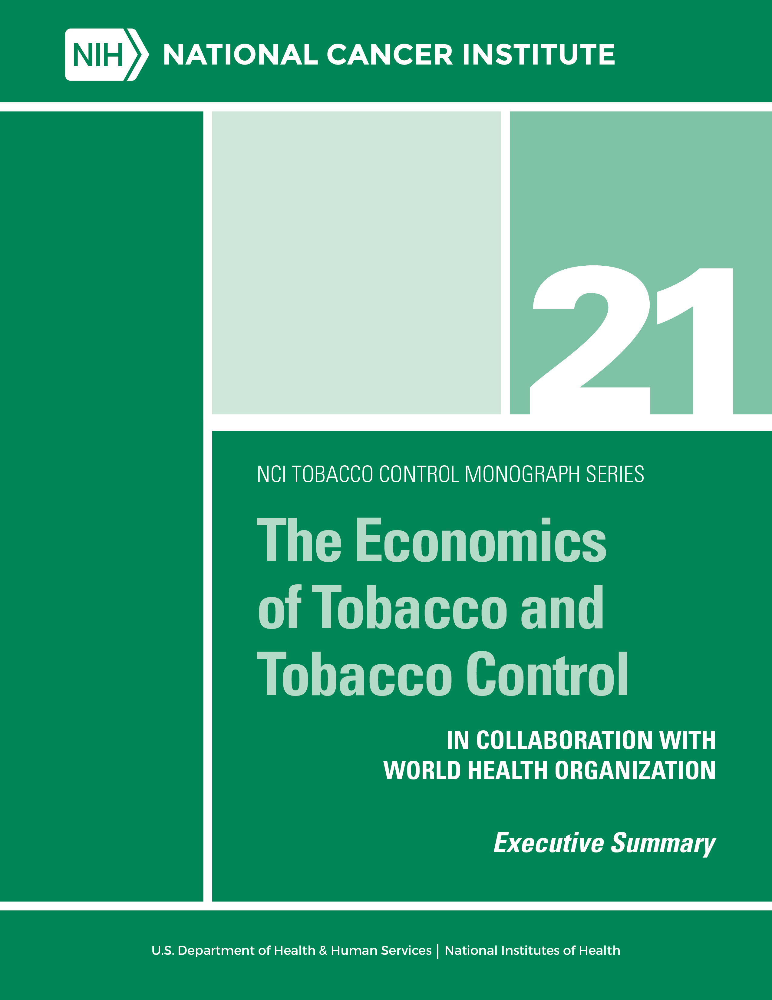 NIH NATIONAL CANCER INSTITUTE
21
NCI TOBACCO CONTROL MONOGRAPH SERIES
The Economics
of Tobacco and
Tobacco Control
IN COLLABORATION WITH
WORLD HEALTH ORGANIZATION
Executive Summary
U.S. Department of Health & Human Services | National Institutes of Health